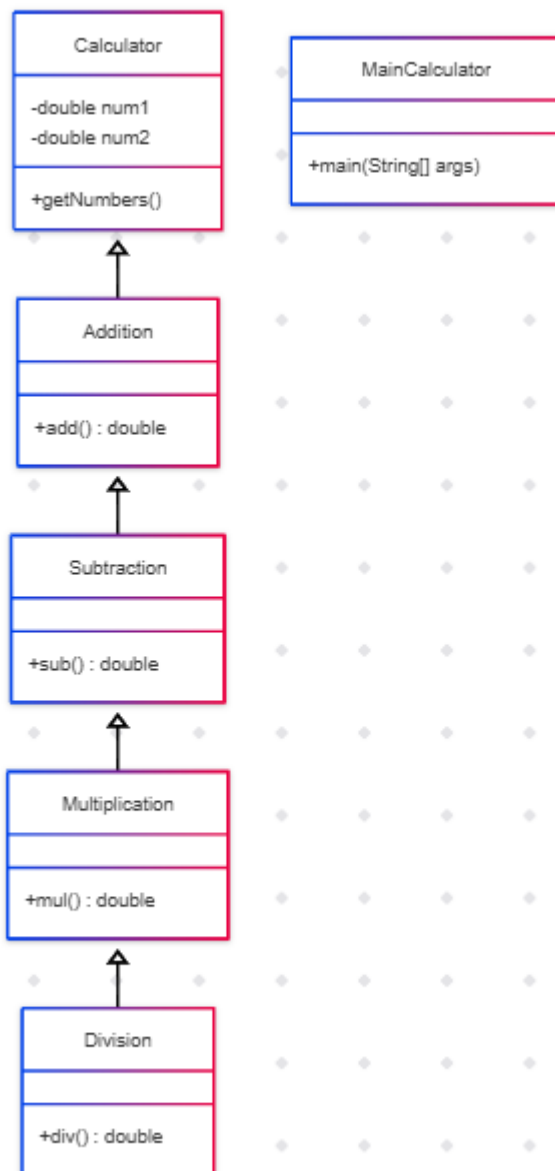 Calculator
-double num1
-double num2
+getNumbers()
MainCalculator
+main(String[] args)
Addition
+add() : double
Subtraction
+sub() : double
Multiplication
+mul() : double
Division
+div() : double